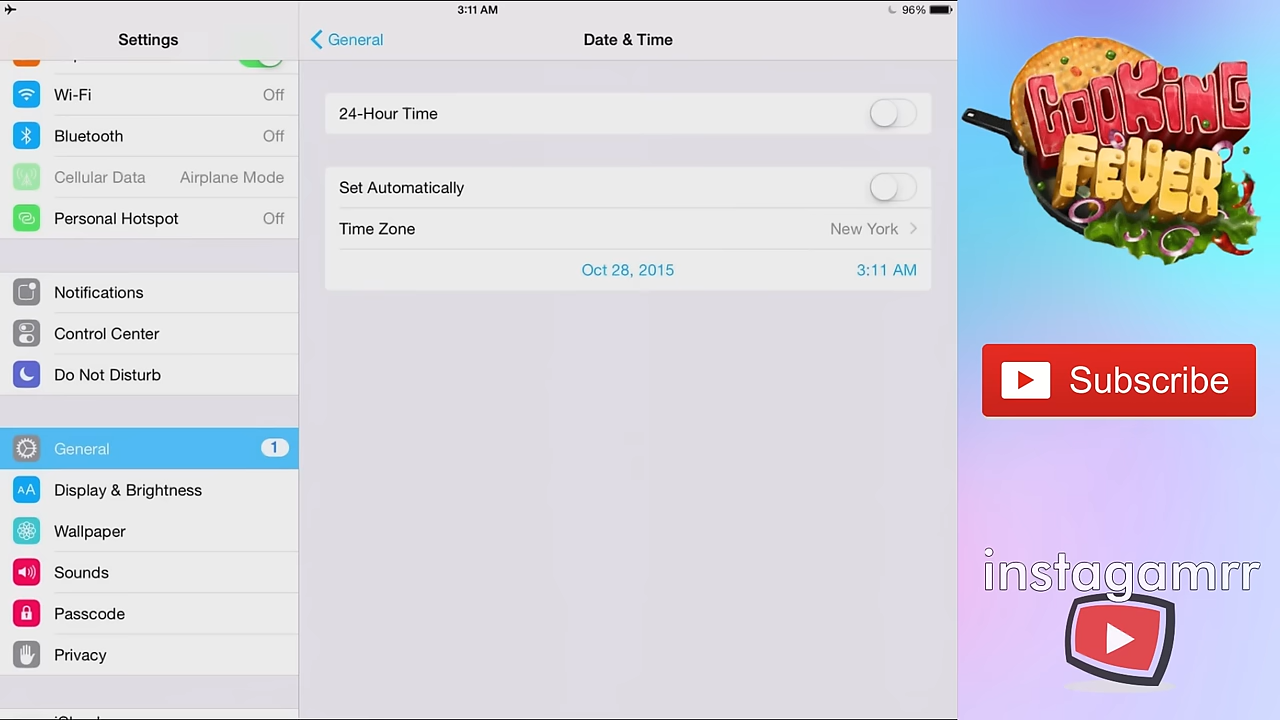 3:11 AM
96%
Settings
General
Date & Time
Wi-Fi Off
Bluetooth Off
Cellular Data Airplane Mode
Personal Hotspot Off
Notifications
Control Center
Do Not Disturb
General 1
Display & Brightness
Wallpaper
Sounds
Passcode
Privacy
24-Hour Time
Set Automatically
Time Zone New York
Oct 28, 2015 3:11 AM
COOKING
FEVER
Subscribe
instagamrr